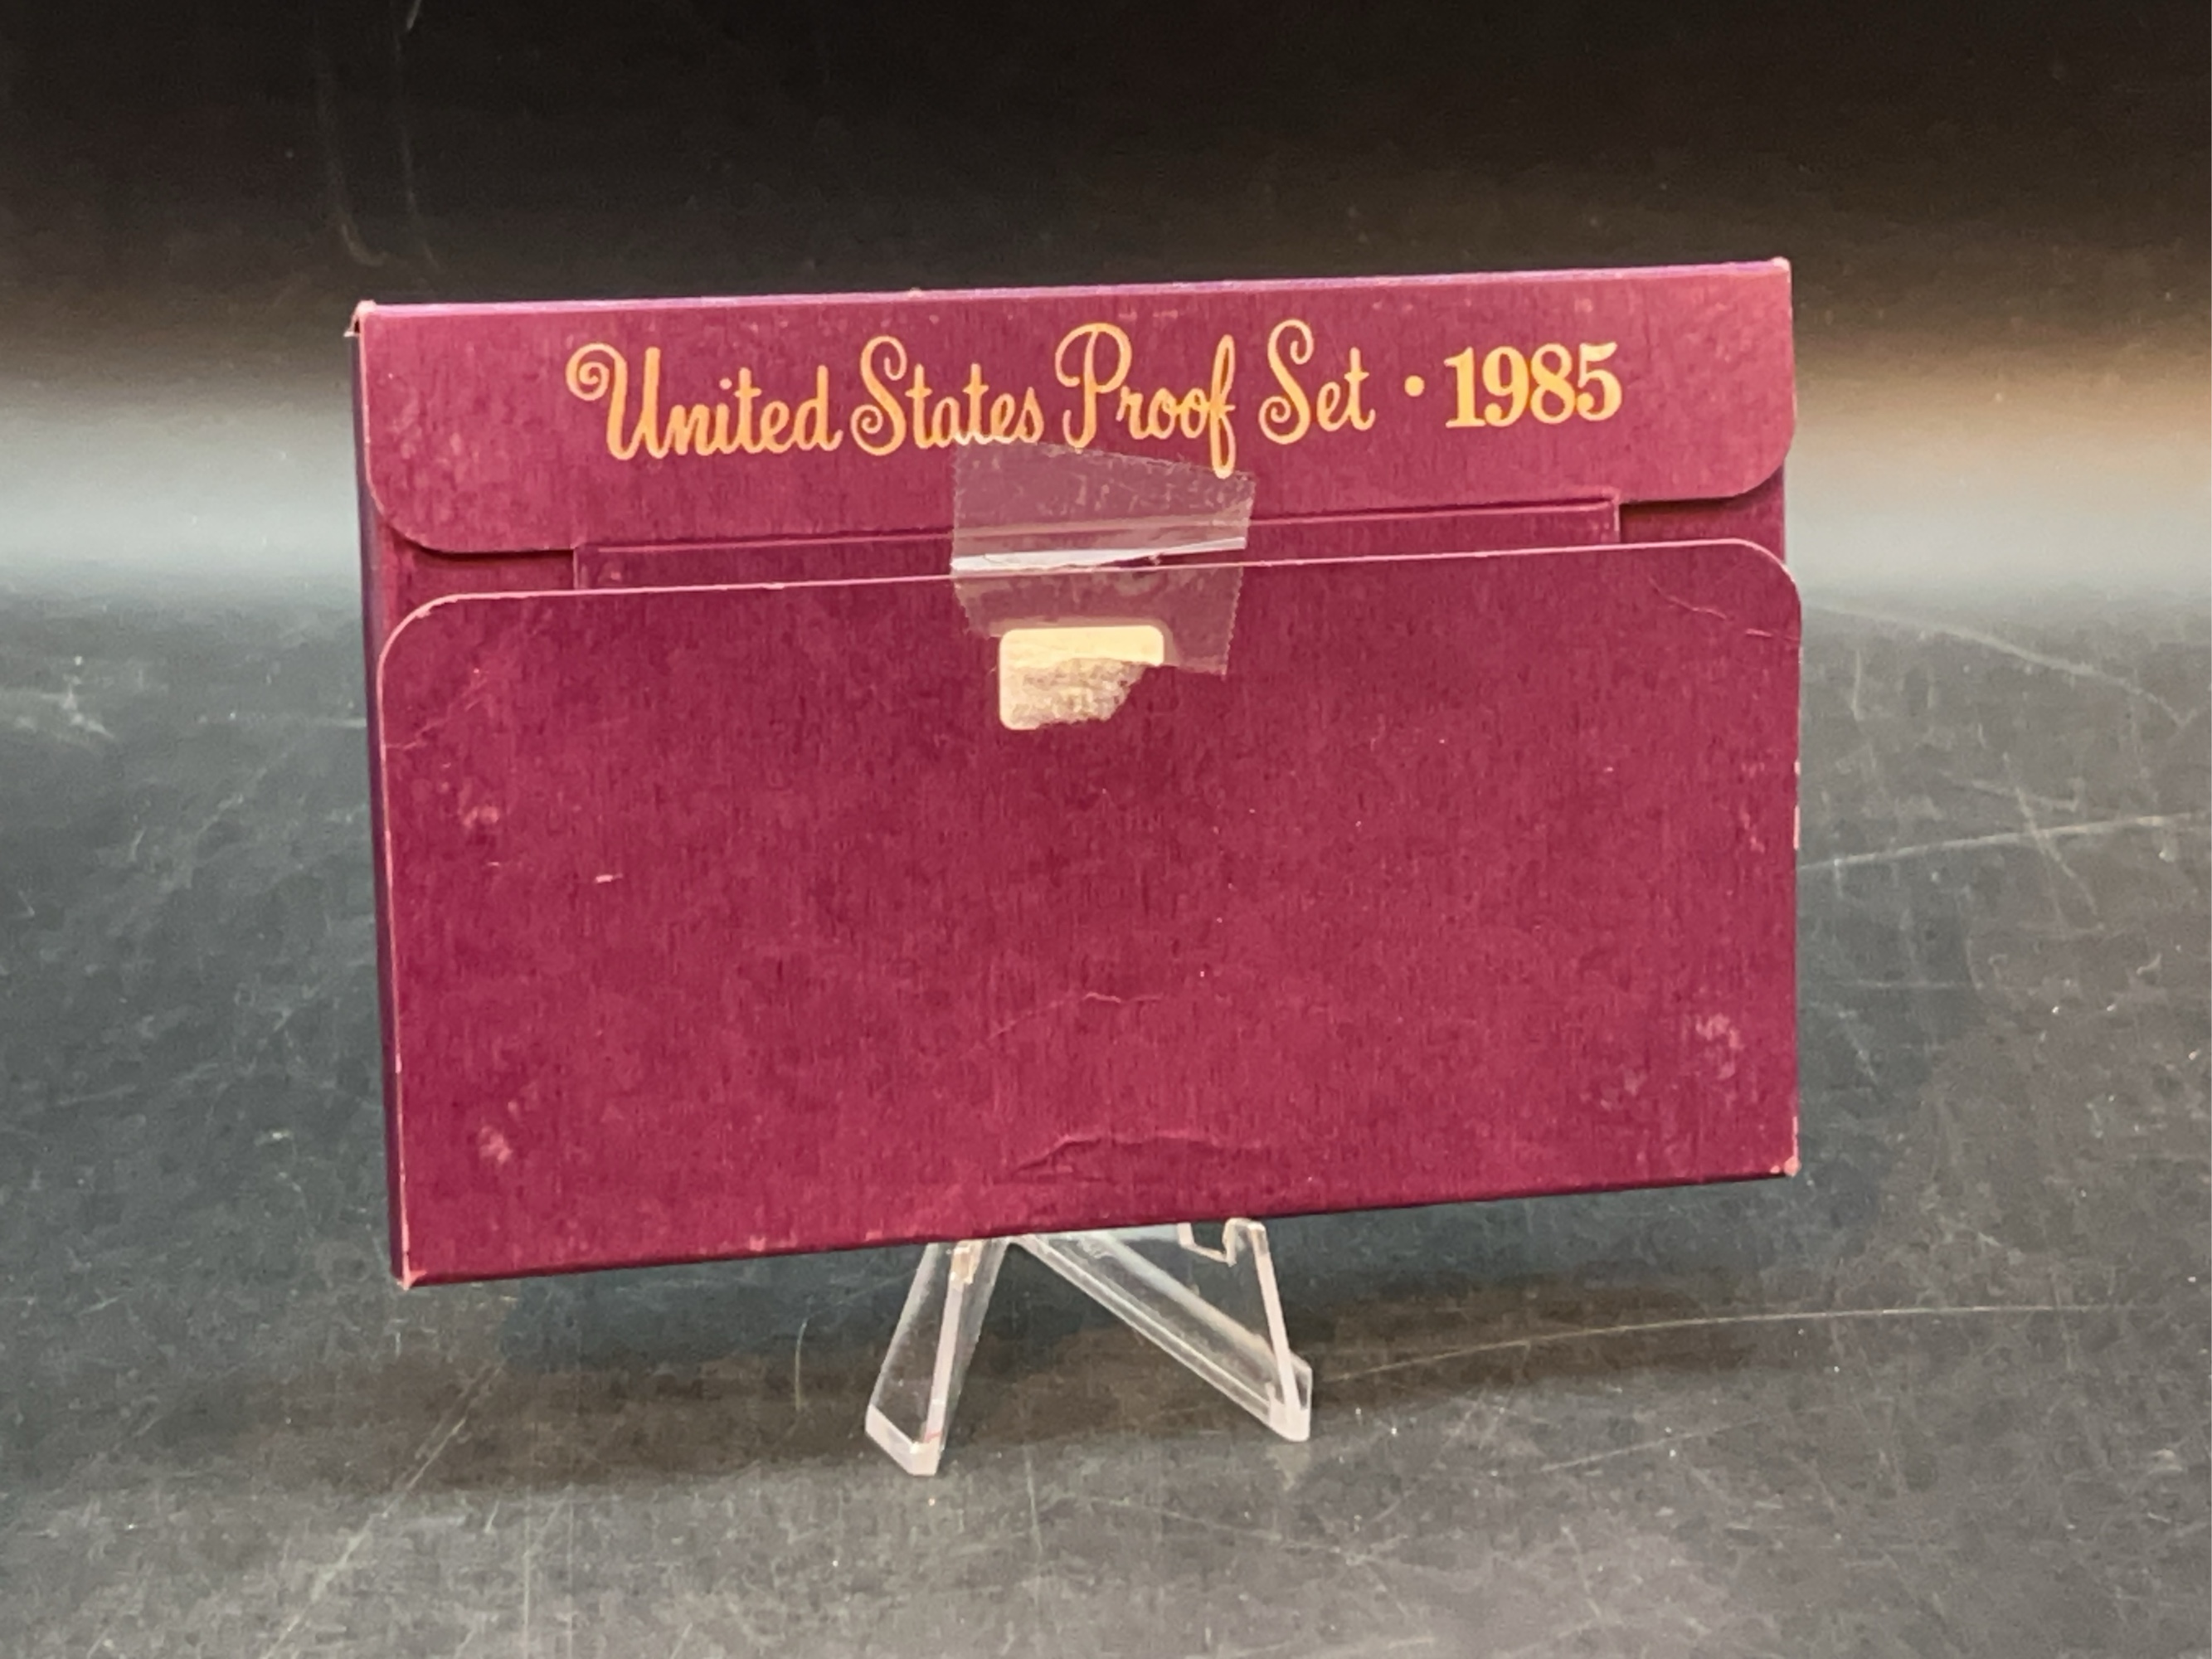 United States Proof Set • 1985